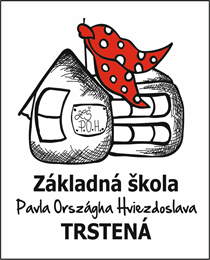 P.O.H.
Základná škola
Pavla Országha Hviezdoslava
TRSTENÁ